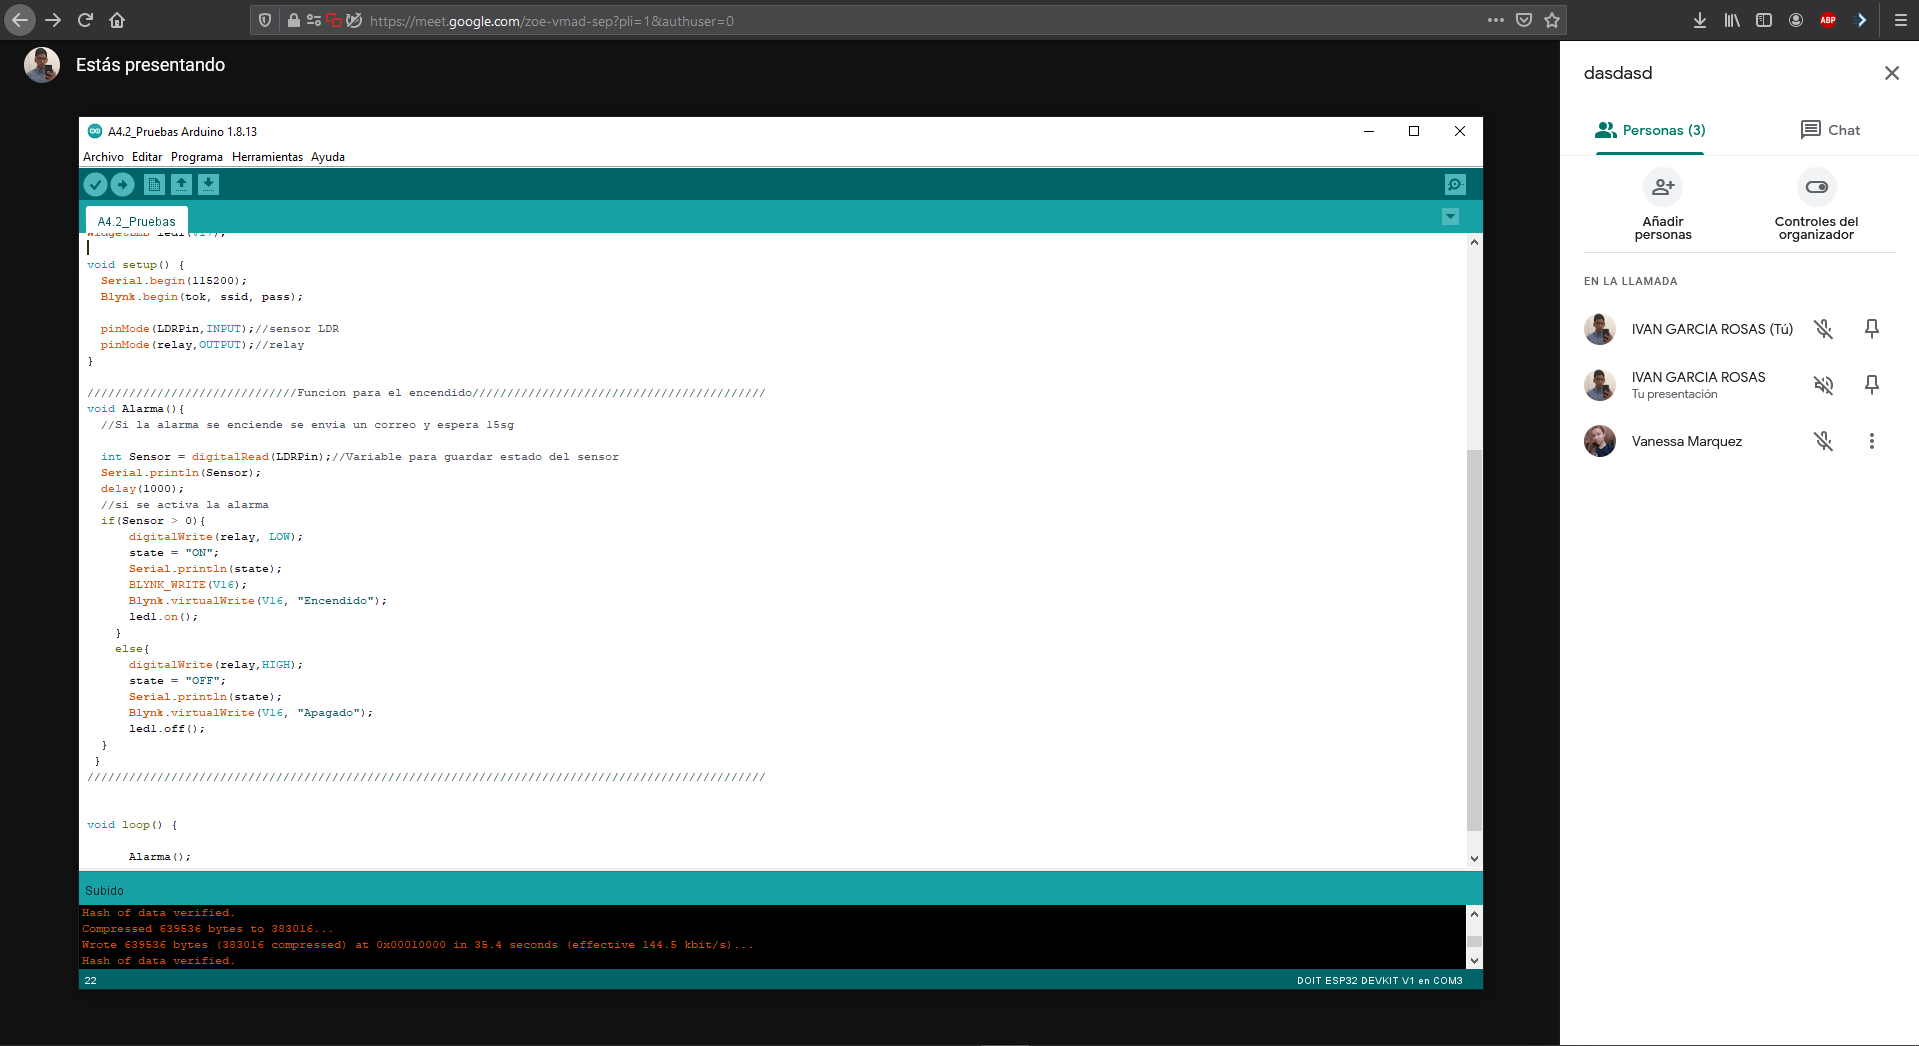 https://meet.google.com/zoe-vmad-sep?pli=1&authuser=0
ABP
Estás presentando
A4.2_Pruebas Arduino 1.8.13
Archivo Editar Programa Herramientas Ayuda
A4.2_Pruebas
WidgetLED led1(V17);
void setup() {
Serial.begin(115200);
Blynk.begin(tok, ssid, pass);
pinMode(LDRPin,INPUT);//sensor LDR
pinMode(relay,OUTPUT);//relay
}
//////////////////////////////Funcion para el encendido//////////////////////////////////////////
void Alarma(){
//Si la alarma se enciende se envia un correo y espera 15sg
int Sensor = digitalRead(LDRPin);//Variable para guardar estado del sensor
Serial.println(Sensor);
delay(1000);
//si se activa la alarma
if(Sensor > 0){
digitalWrite(relay, LOW);
state = "ON";
Serial.println(state);
BLYNK_WRITE(V16);
Blynk.virtualWrite(V16, "Encendido");
led1.on();
}
else{
digitalWrite(relay,HIGH);
state = "OFF";
Serial.println(state);
Blynk.virtualWrite(V16, "Apagado");
led1.off();
}
}
/////////////////////////////////////////////////////////////////////////////////////////////////
void loop() {
Alarma();
Subido
Hash of data verified.
Compressed 639536 bytes to 383016...
Wrote 639536 bytes (383016 compressed) at 0x00010000 in 35.4 seconds (effective 144.5 kbit/s)...
Hash of data verified.
22
DOIT ESP32 DEVKIT V1 en COM3
dasdasd
Personas (3)
Chat
Añadir personas
Controles del organizador
EN LA LLAMADA
IVAN GARCIA ROSAS (Tú)
IVAN GARCIA ROSAS
Tu presentación
Vanessa Marquez